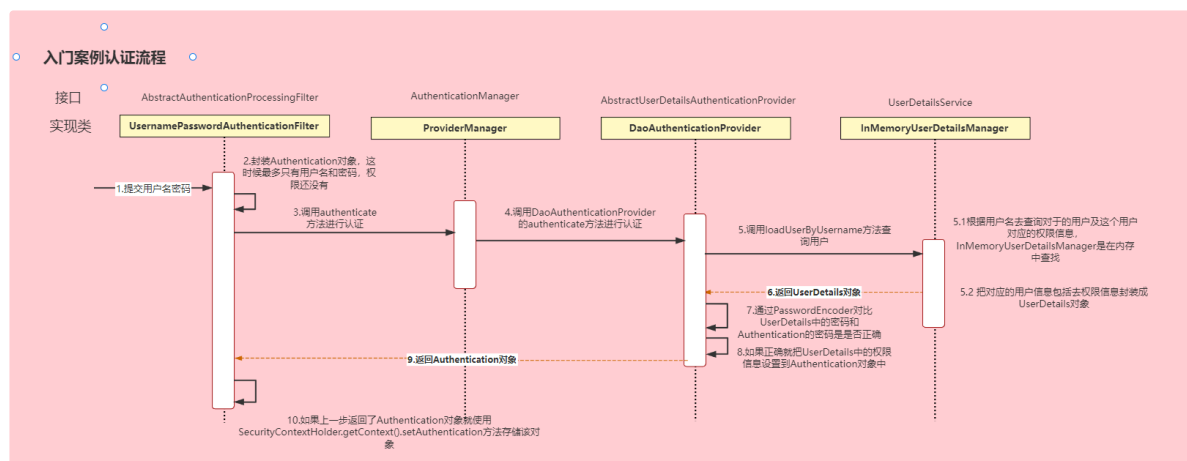 入门案例认证流程
接口
AbstractAuthenticationProcessingFilter
AuthenticationManager
AbstractUserDetailsAuthenticationProvider
UserDetailsService
实现类
UsernamePasswordAuthenticationFilter
ProviderManager
DaoAuthenticationProvider
InMemoryUserDetailsManager
1.提交用户名密码
2.封装Authentication对象，这
时候最多只有用户名和密码，权
限还没有
3.调用authenticate
方法进行认证
4.调用DaoAuthenticationProvider
的authenticate方法进行认证
5.调用loadUserByUsername方法查
询用户
5.1根据用户名去查询对于的用户及这个用户
对应的权限信息，
InMemoryUserDetailsManager是在内存
中查找
5.2 把对应的用户信息包括去权限信息封装成
UserDetails对象
6.返回UserDetails对象
7.通过PasswordEncoder对比
UserDetails中的密码和
Authentication的密码是是否正确
8.如果正确就把UserDetails中的权限
信息设置到Authentication对象中
9.返回Authentication对象
10.如果上一步返回了Authentication对象就使用
SecurityContextHolder.getContext().setAuthentication方法存储该对
象